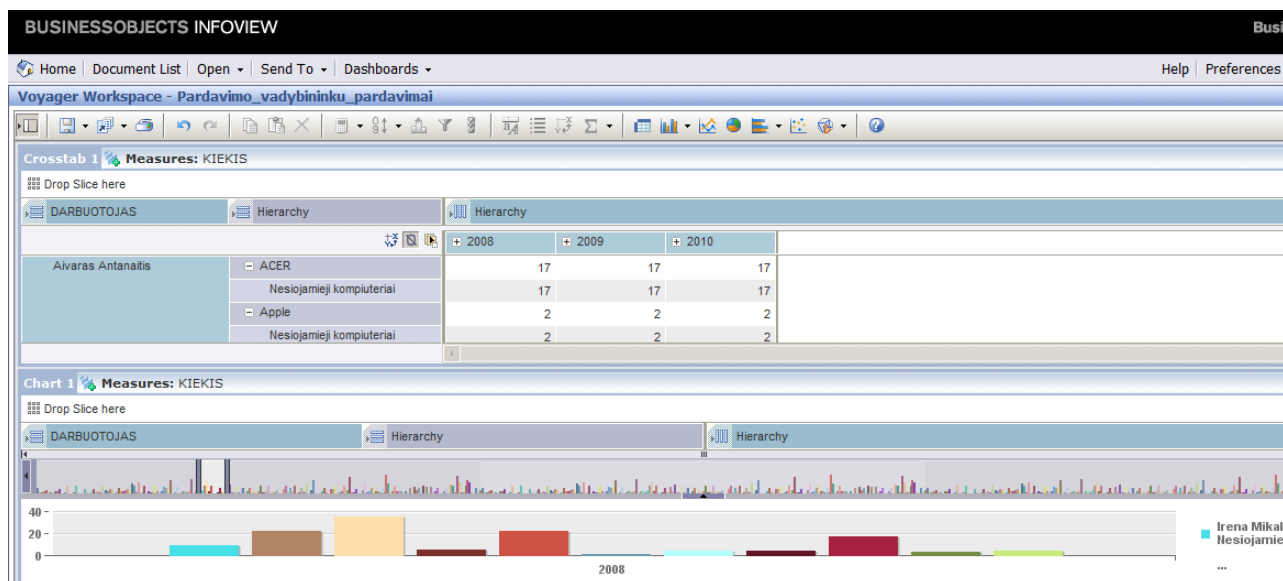 BUSINESSOBJECTS INFOVIEW
Home Document List Open Send To Dashboards Help Preferences
Voyager Workspace - Pardavimo_vadybininku_pardavimai
Crosstab 1 Measures: KIEKIS
Drop Slice here
DARBUOTOJAS Hierarchy Hierarchy
2008 2009 2010
Aivaras Antanaitis ACER 17 17 17
Nesiojamieji kompiuteriai 17 17 17
Apple 2 2 2
Nesiojamieji kompiuteriai 2 2 2
Chart 1 Measures: KIEKIS
Drop Slice here
DARBUOTOJAS Hierarchy Hierarchy
40
20
0
2008
Irena Mikal
Nesiojamie
...